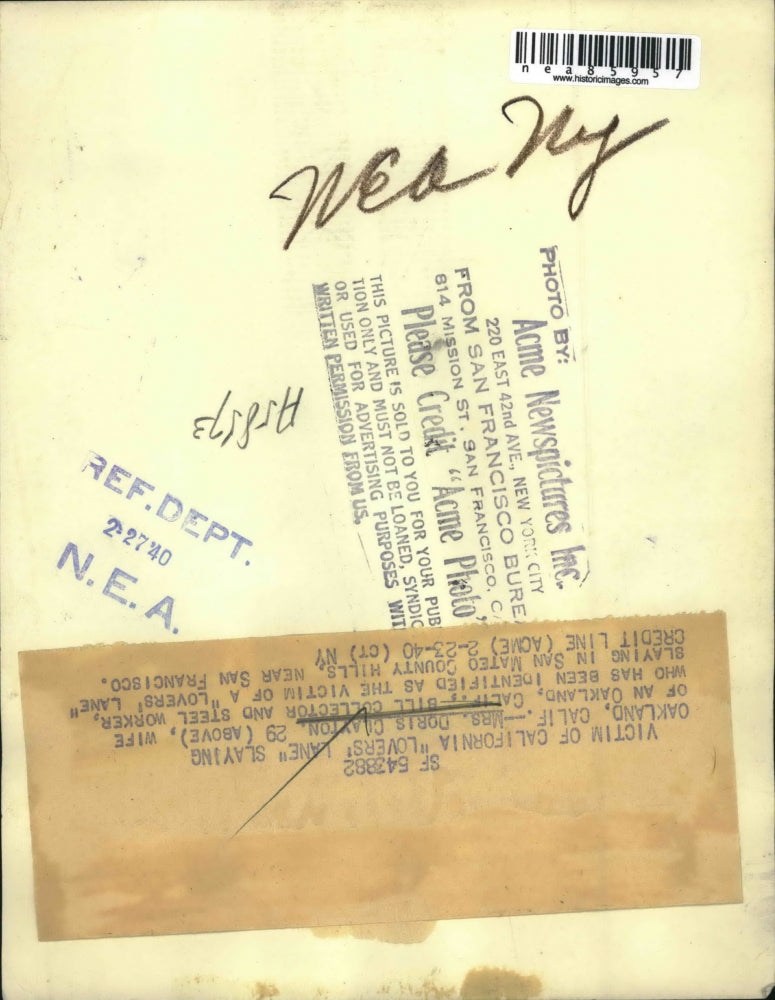 nea85957
www.historicimages.com
NEA NY
PHOTO BY:
Acme Newspictures Inc.
220 EAST 42nd AVE., NEW YORK CITY
FROM SAN FRANCISCO BUREA
814 MISSION ST. SAN FRANCISCO, CA
Please Credit "Acme Photo"
THIS PICTURE IS SOLD TO YOU FOR YOUR PUB
TION ONLY AND MUST NOT BE LOANED, SYNDIC
OR USED FOR ADVERTISING PURPOSES WIT
WRITTEN PERMISSION FROM US.
REF. DEPT.
2-27'40
N.E.A.
SF 543882
VICTIM OF CALIFORNIA "LOVERS' LANE" SLAYING
OAKLAND, CALIF.--MRS. DORIS CLAYTON, 29 (ABOVE), WIFE
OF AN OAKLAND, CALIF., BILL COLLECTOR AND STEEL WORKER,
WHO HAS BEEN IDENTIFIED AS THE VICTIM OF A "LOVERS' LANE"
SLAYING IN SAN MATEO COUNTY HILLS, NEAR SAN FRANCISCO.
CREDIT LINE (ACME) 2-23-40 (CT) NY